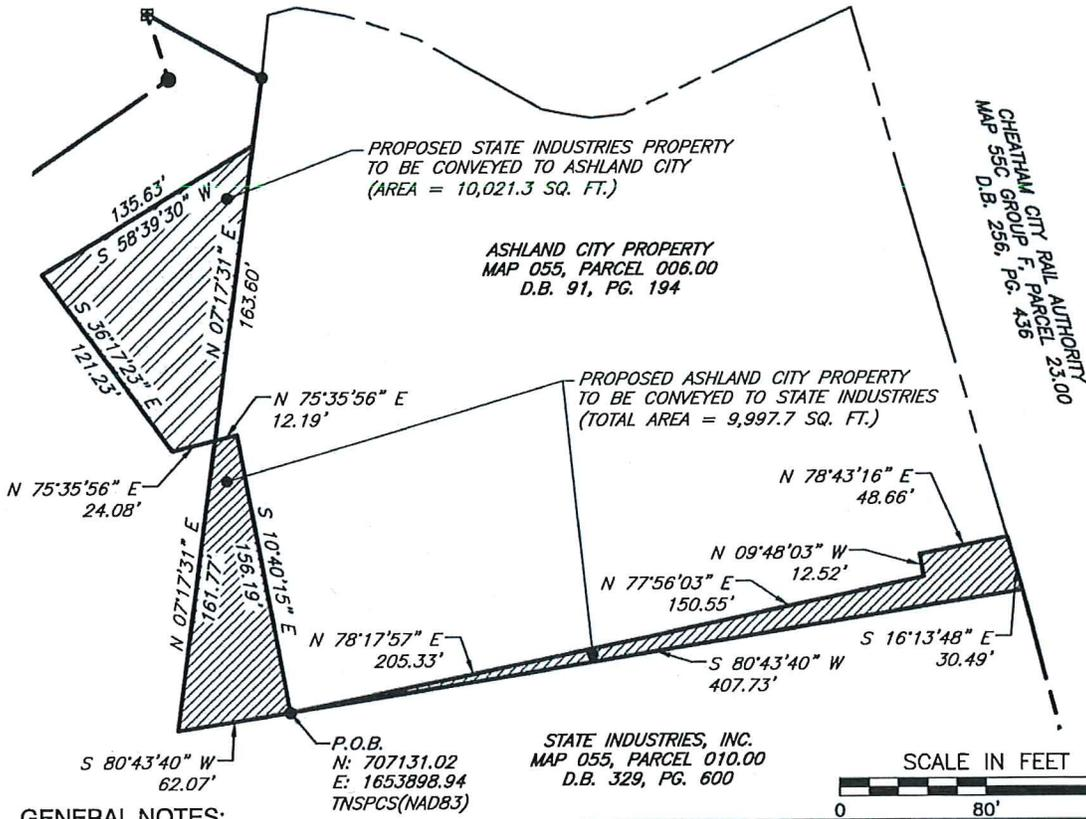 PROPOSED STATE INDUSTRIES PROPERTY
TO BE CONVEYED TO ASHLAND CITY
(AREA = 10,021.3 SQ. FT.)
CHEATHAM CITY RAIL AUTHORITY
MAP 55C GROUP F, PARCEL 23.00
D.B. 256, PG. 436
135.63'
S 58°39'30" W
N 07°17'31" E
163.60'
ASHLAND CITY PROPERTY
MAP 055, PARCEL 006.00
D.B. 91, PG. 194
S 36°17'23" E
121.23'
PROPOSED ASHLAND CITY PROPERTY
TO BE CONVEYED TO STATE INDUSTRIES
(TOTAL AREA = 9,997.7 SQ. FT.)
N 75°35'56" E
12.19'
N 75°35'56" E
24.08'
N 78°43'16" E
48.66'
N 09°48'03" W
12.52'
N 77°56'03" E
150.55'
N 07°17'31" E
161.77'
S 10°40'15" E
156.19'
N 78°17'57" E
205.33'
S 16°13'48" E
30.49'
S 80°43'40" W
407.73'
S 80°43'40" W
62.07'
P.O.B.
N: 707131.02
E: 1653898.94
TNSPCS(NAD83)
STATE INDUSTRIES, INC.
MAP 055, PARCEL 010.00
D.B. 329, PG. 600
SCALE IN FEET
0 80'
GENERAL NOTES: